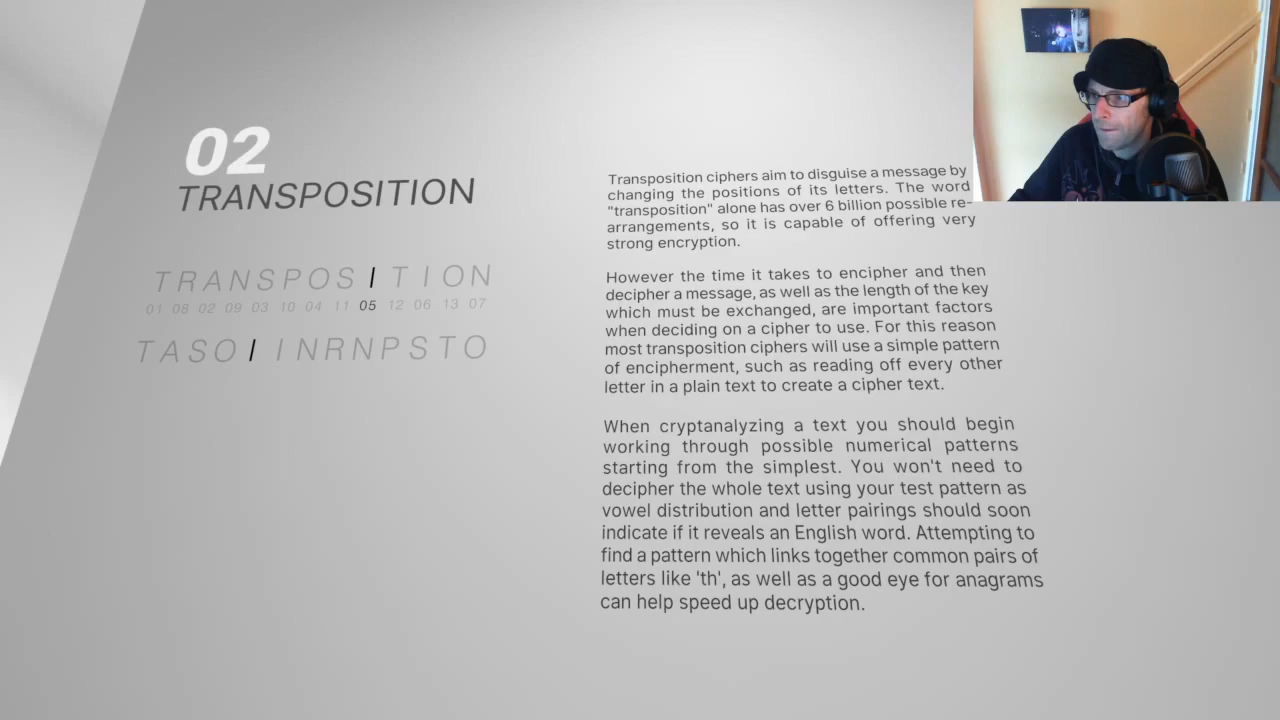 02
TRANSPOSITION
TRANSPOSITION
01 08 02 09 03 10 04 11 05 12 06 13 07
TASOIINRNPSTO
Transposition ciphers aim to disguise a message by
changing the positions of its letters. The word
"transposition" alone has over 6 billion possible re-
arrangements, so it is capable of offering very
strong encryption.
However the time it takes to encipher and then
decipher a message, as well as the length of the key
which must be exchanged, are important factors
when deciding on a cipher to use. For this reason
most transposition ciphers will use a simple pattern
of encipherment, such as reading off every other
letter in a plain text to create a cipher text.
When cryptanalyzing a text you should begin
working through possible numerical patterns
starting from the simplest. You won't need to
decipher the whole text using your test pattern as
vowel distribution and letter pairings should soon
indicate if it reveals an English word. Attempting to
find a pattern which links together common pairs of
letters like 'th', as well as a good eye for anagrams
can help speed up decryption.